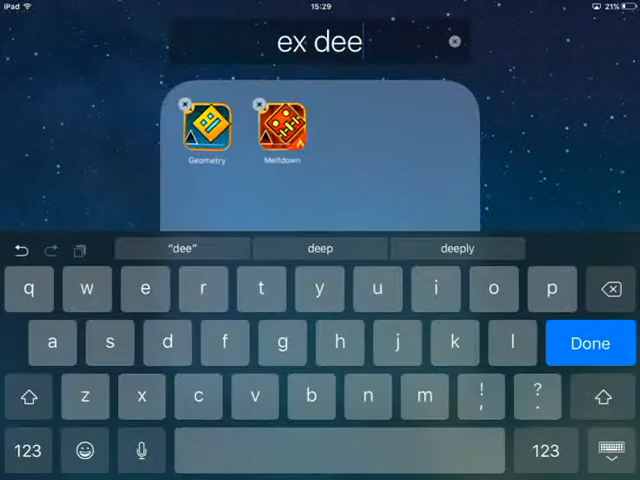 iPad 15:29 21%
ex dee
Geometry Meltdown
"dee" deep deeply
q w e r t y u i o p
a s d f g h j k l Done
z x c v b n m ! , ? .
123 123